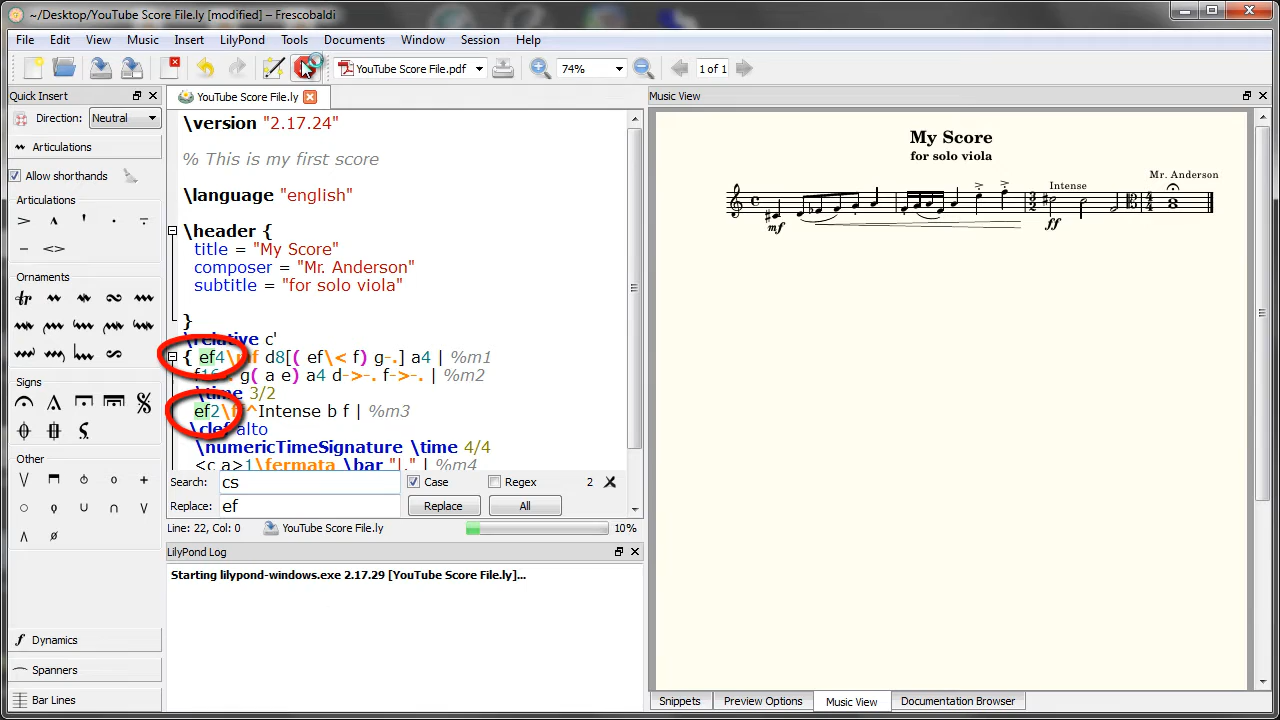 ~/Desktop/YouTube Score File.ly [modified] - Frescobaldi
File Edit View Music Insert LilyPond Tools Documents Window Session Help
YouTube Score File.pdf 74% 1 of 1
Quick Insert
Direction: Neutral
Articulations
Allow shorthands
Articulations
Ornaments
Signs
Other
Dynamics
Spanners
Bar Lines
YouTube Score File.ly
\version "2.17.24"
% This is my first score
\language "english"
\header {
title = "My Score"
composer = "Mr. Anderson"
subtitle = "for solo viola"
}
\relative c'
{ ef4\mf d8[( ef\< f) g-.] a4 | %m1
g( a e) a4 d->-. f->-. | %m2
\time 3/2
ef2\ff^Intense b f | %m3
\clef alto
\numericTimeSignature \time 4/4
<c a>1\fermata \bar "|." | %m4
Search: cs Case Regex 2
Replace: ef Replace All
Line: 22, Col: 0 YouTube Score File.ly 10%
LilyPond Log
Starting lilypond-windows.exe 2.17.29 [YouTube Score File.ly]...
Music View
My Score
for solo viola
Mr. Anderson
Intense
mf
ff
Snippets Preview Options Music View Documentation Browser